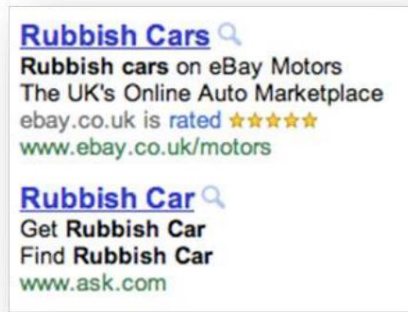 Rubbish Cars
Rubbish cars on eBay Motors
The UK's Online Auto Marketplace
ebay.co.uk is rated
www.ebay.co.uk/motors
Rubbish Car
Get Rubbish Car
Find Rubbish Car
www.ask.com